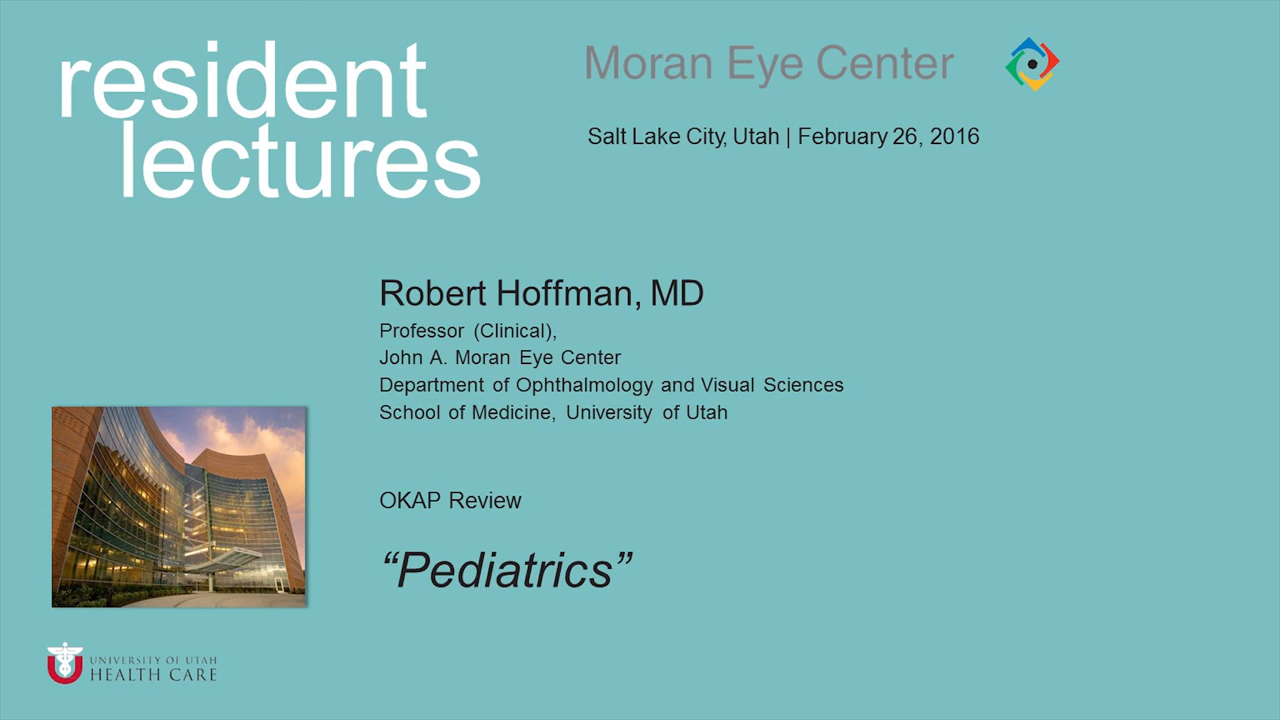 resident
lectures
Moran Eye Center
Salt Lake City, Utah | February 26, 2016
Robert Hoffman, MD
Professor (Clinical),
John A. Moran Eye Center
Department of Ophthalmology and Visual Sciences
School of Medicine, University of Utah
OKAP Review
“Pediatrics”
UNIVERSITY OF UTAH
HEALTH CARE